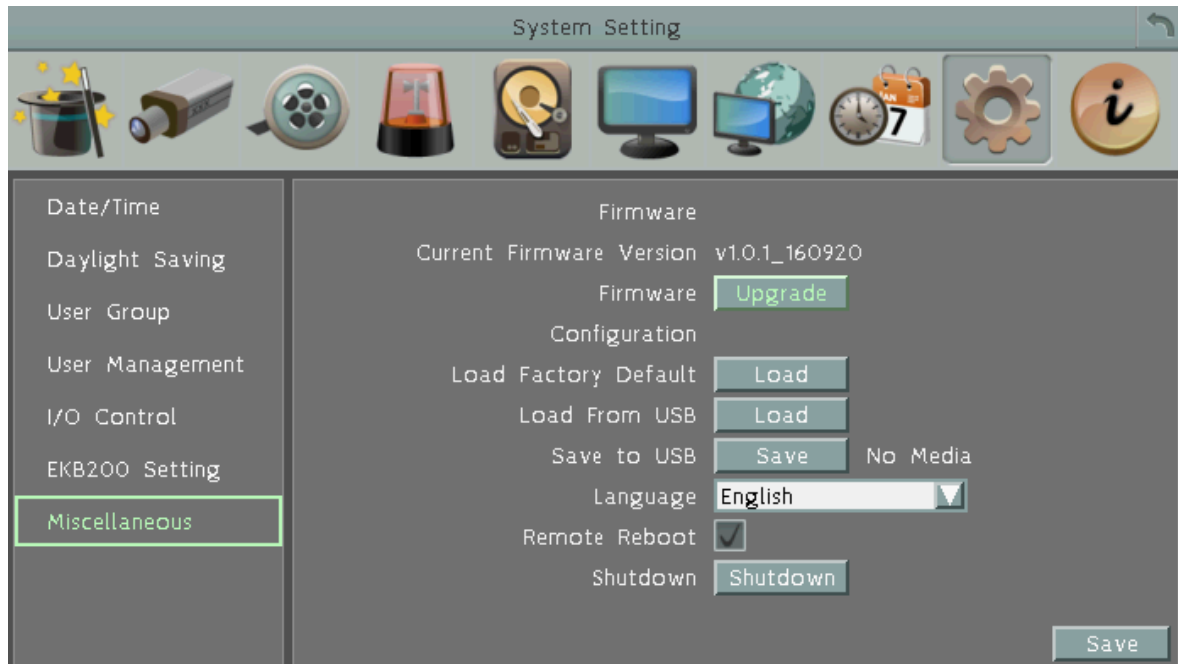 System Setting
JAN
7
i
Date/Time
Daylight Saving
User Group
User Management
I/O Control
EKB200 Setting
Miscellaneous
Firmware
Current Firmware Version v1.0.1_160920
Firmware Upgrade
Configuration
Load Factory Default Load
Load From USB Load
Save to USB Save No Media
Language English
Remote Reboot
Shutdown Shutdown
Save